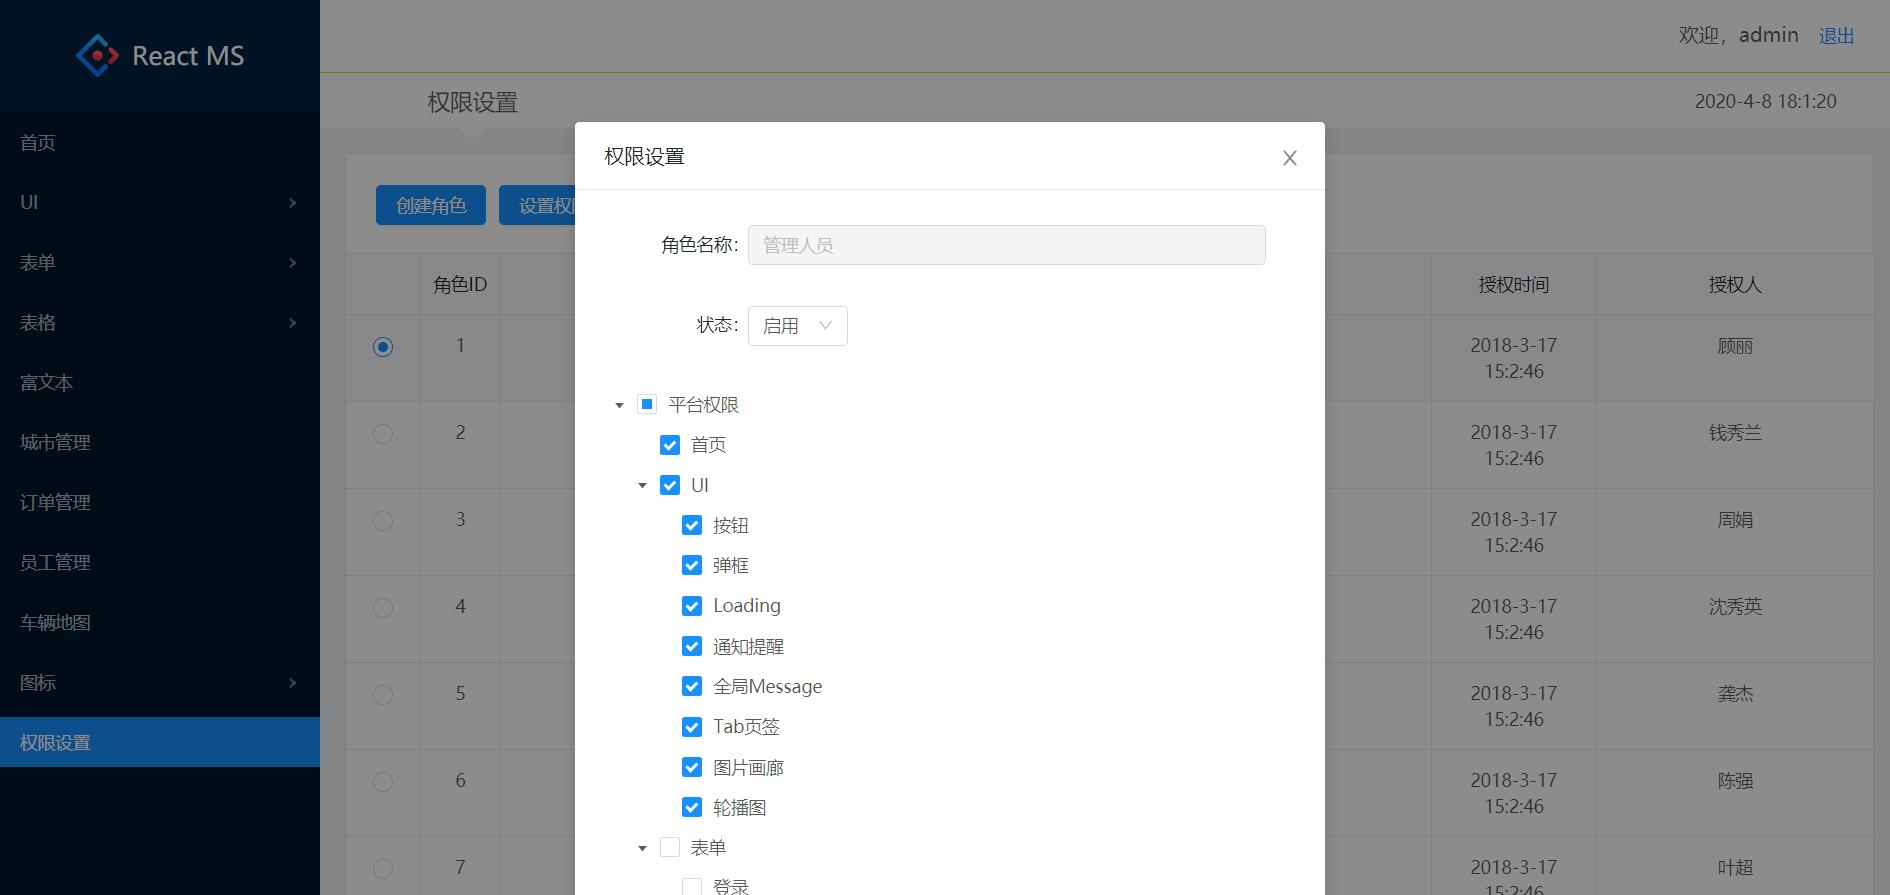 React MS
欢迎，admin 退出
权限设置 2020-4-8 18:1:20
首页
UI
表单
表格
富文本
城市管理
订单管理
员工管理
车辆地图
图标
权限设置
创建角色 设置权
角色ID 授权时间 授权人
1 2018-3-17
15:2:46 顾丽
2 2018-3-17
15:2:46 钱秀兰
3 2018-3-17
15:2:46 周娟
4 2018-3-17
15:2:46 沈秀英
5 2018-3-17
15:2:46 龚杰
6 2018-3-17
15:2:46 陈强
7 2018-3-17
15:2:46 叶超
权限设置
角色名称: 管理人员
状态: 启用
平台权限
首页
UI
按钮
弹框
Loading
通知提醒
全局Message
Tab页签
图片画廊
轮播图
表单
登录